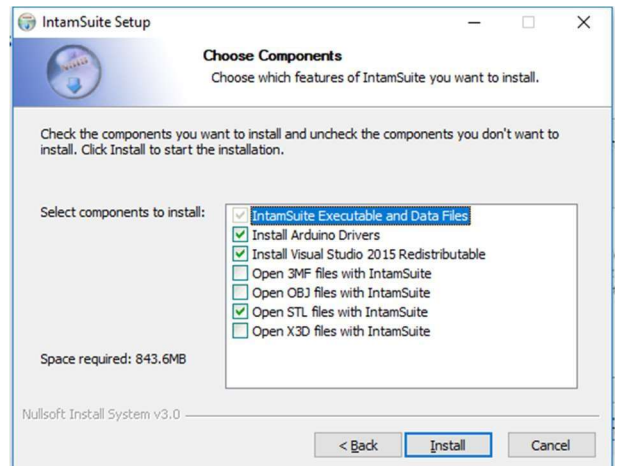 IntamSuite Setup
Choose Components
Choose which features of IntamSuite you want to install.
Check the components you want to install and uncheck the components you don't want to
install. Click Install to start the installation.
Select components to install:
IntamSuite Executable and Data Files
Install Arduino Drivers
Install Visual Studio 2015 Redistributable
Open 3MF files with IntamSuite
Open OBJ files with IntamSuite
Open STL files with IntamSuite
Open X3D files with IntamSuite
Space required: 843.6MB
Nullsoft Install System v3.0
< Back Install Cancel